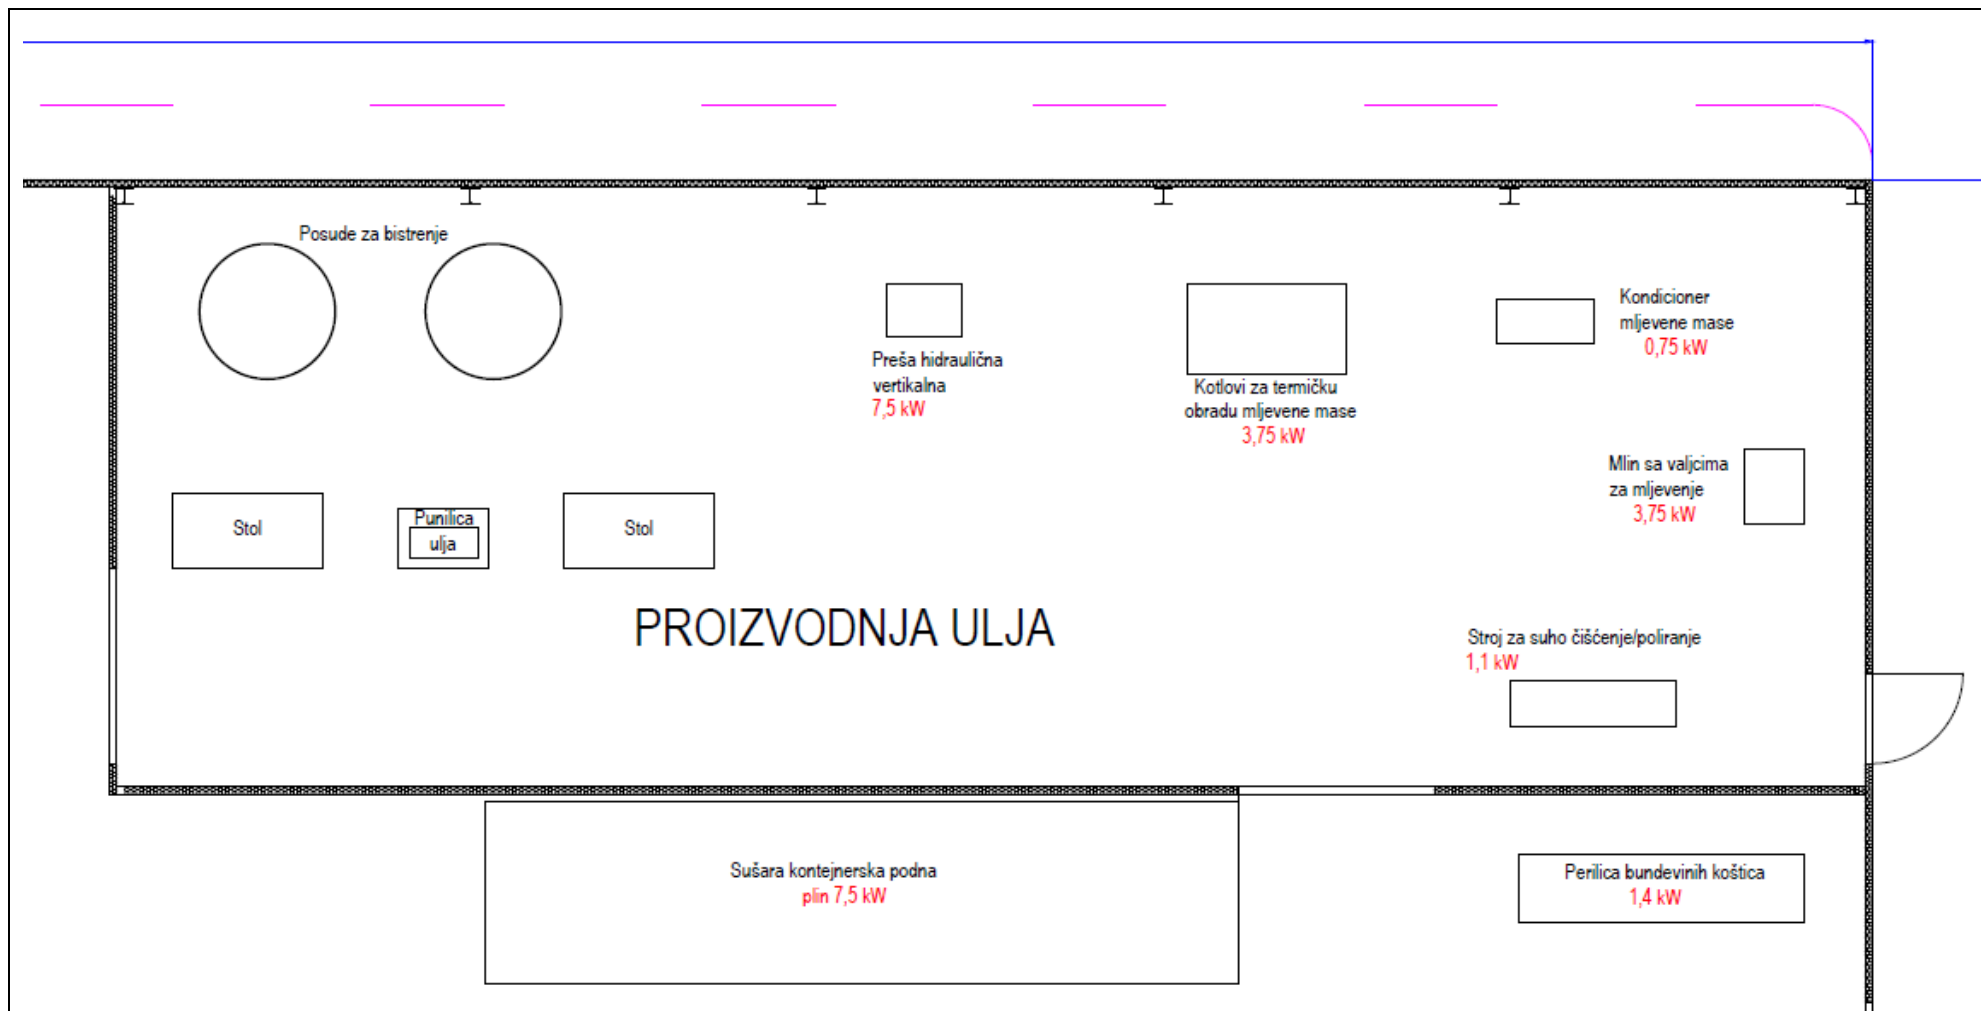 Posude za bistrenje
Preša hidraulična
vertikalna
7,5 kW
Kotlovi za termičku
obradu mljevene mase
3,75 kW
Kondicioner
mljevene mase
0,75 kW
Mlin sa valjcima
za mljevenje
3,75 kW
Stol
Punilica
ulja
Stol
PROIZVODNJA ULJA
Stroj za suho čišćenje/poliranje
1,1 kW
Sušara kontejnerska podna
plin 7,5 kW
Perilica bundevinih koštica
1,4 kW